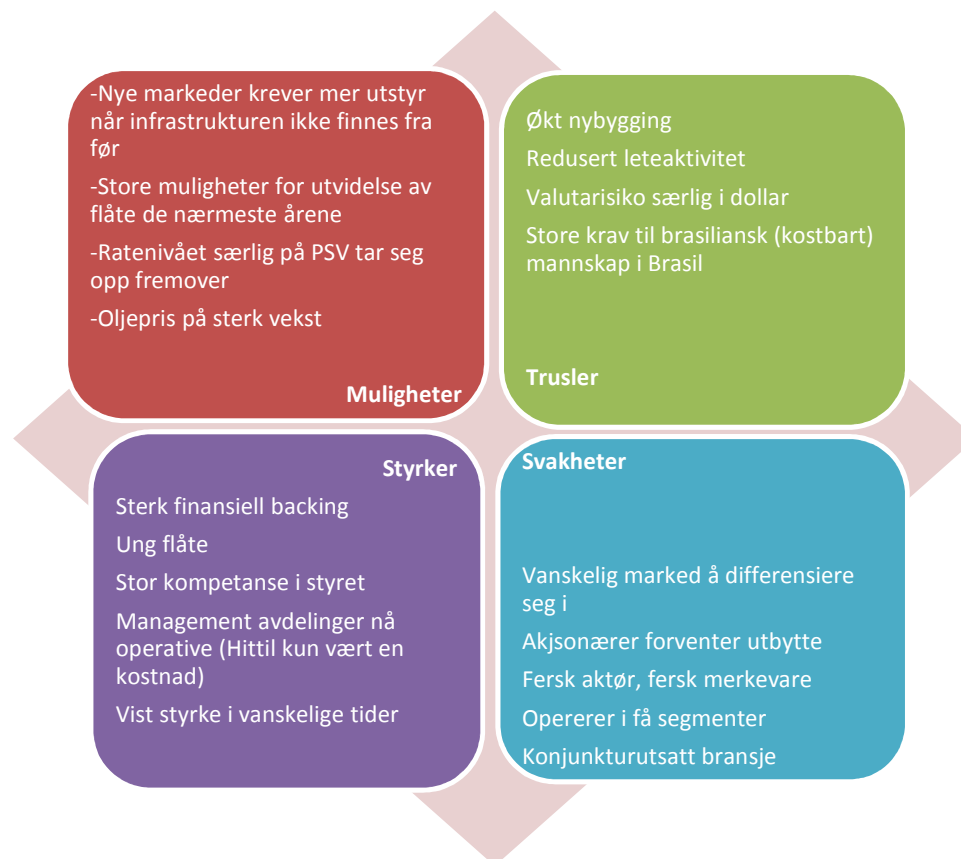 -Nye markeder krever mer utstyr
når infrastrukturen ikke finnes fra
før
-Store muligheter for utvidelse av
flåte de nærmeste årene
-Ratenivået særlig på PSV tar seg
opp fremover
-Oljepris på sterk vekst
Muligheter
Økt nybygging
Redusert leteaktivitet
Valutarisiko særlig i dollar
Store krav til brasiliansk (kostbart)
mannskap i Brasil
Trusler
Styrker
Sterk finansiell backing
Ung flåte
Stor kompetanse i styret
Management avdelinger nå
operative (Hittil kun vært en
kostnad)
Vist styrke i vanskelige tider
Svakheter
Vanskelig marked å differensiere
seg i
Akjsonærer forventer utbytte
Fersk aktør, fersk merkevare
Opererer i få segmenter
Konjunkturutsatt bransje